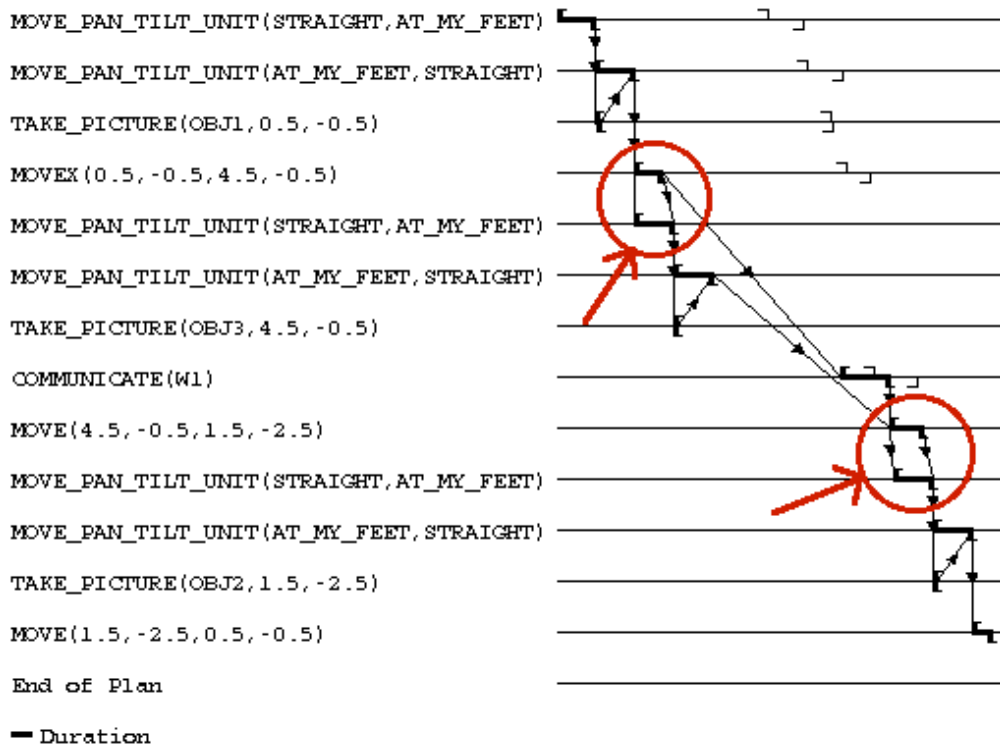 MOVE_PAN_TILT_UNIT(STRAIGHT,AT_MY_FEET)
MOVE_PAN_TILT_UNIT(AT_MY_FEET,STRAIGHT)
TAKE_PICTURE(OBJ1,0.5,-0.5)
MOVEX(0.5,-0.5,4.5,-0.5)
MOVE_PAN_TILT_UNIT(STRAIGHT,AT_MY_FEET)
MOVE_PAN_TILT_UNIT(AT_MY_FEET,STRAIGHT)
TAKE_PICTURE(OBJ3,4.5,-0.5)
COMMUNICATE(W1)
MOVE(4.5,-0.5,1.5,-2.5)
MOVE_PAN_TILT_UNIT(STRAIGHT,AT_MY_FEET)
MOVE_PAN_TILT_UNIT(AT_MY_FEET,STRAIGHT)
TAKE_PICTURE(OBJ2,1.5,-2.5)
MOVE(1.5,-2.5,0.5,-0.5)
End of Plan
Duration